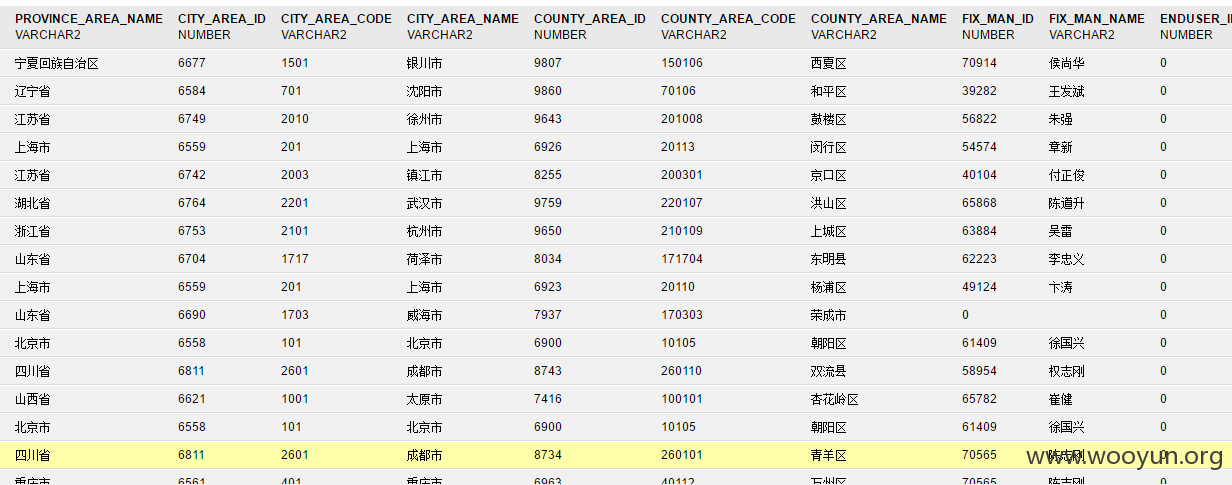 PROVINCE_AREA_NAME CITY_AREA_ID CITY_AREA_CODE CITY_AREA_NAME COUNTY_AREA_ID COUNTY_AREA_CODE COUNTY_AREA_NAME FIX_MAN_ID FIX_MAN_NAME
VARCHAR2 NUMBER VARCHAR2 VARCHAR2 NUMBER VARCHAR2 VARCHAR2 NUMBER VARCHAR2 NUMBER
宁夏回族自治区 6677 1501 银川市 9807 150106 西夏区 70914 侯尚华 0
辽宁省 6584 701 沈阳市 9860 70106 和平区 39282 王发斌 0
江苏省 6749 2010 徐州市 9643 201008 鼓楼区 56822 朱强 0
上海市 6559 201 上海市 6926 20113 闵行区 54574 章新 0
江苏省 6742 2003 镇江市 8255 200301 京口区 40104 付正俊 0
湖北省 6764 2201 武汉市 9759 220107 洪山区 65868 陈道升 0
浙江省 6753 2101 杭州市 9650 210109 上城区 63884 吴雷 0
山东省 6704 1717 荷泽市 8034 171704 东明县 62223 李忠义 0
上海市 6559 201 上海市 6923 20110 杨浦区 49124 卞涛 0
山东省 6690 1703 威海市 7937 170303 荣成市 0 0
北京市 6558 101 北京市 6900 10105 朝阳区 61409 徐国兴 0
四川省 6811 2601 成都市 8743 260110 双流县 58954 权志刚 0
山西省 6621 1001 太原市 7416 100101 杏花岭区 65782 崔健 0
北京市 6558 101 北京市 6900 10105 朝阳区 61409 徐国兴 0
四川省 6811 2601 成都市 8734 260101 青羊区 70565 陈志刚 0
www.wooyun.org
重庆市 6561 401 重庆市 6963 40112 万州区 70565